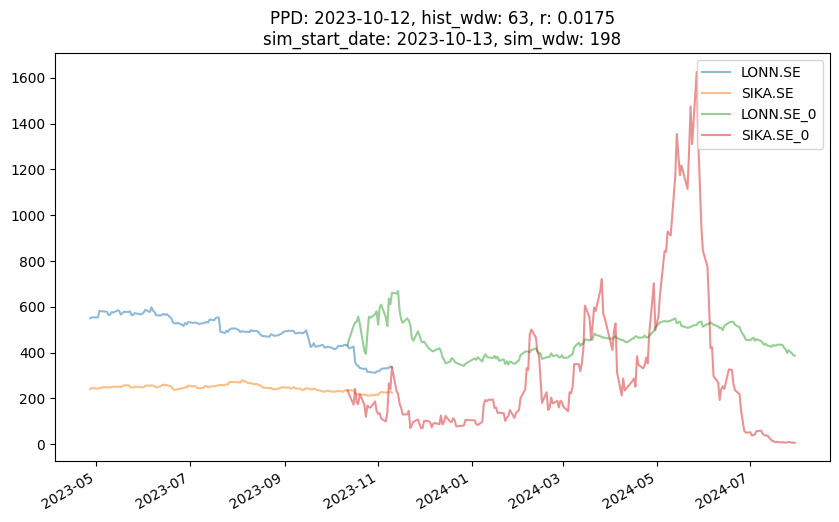 PPD: 2023-10-12, hist_wdw: 63, r: 0.0175
sim_start_date: 2023-10-13, sim_wdw: 198
LONN.SE
SIKA.SE
LONN.SE_0
SIKA.SE_0
1600
1400
1200
1000
800
600
400
200
0
2023-05
2023-07
2023-09
2023-11
2024-01
2024-03
2024-05
2024-07